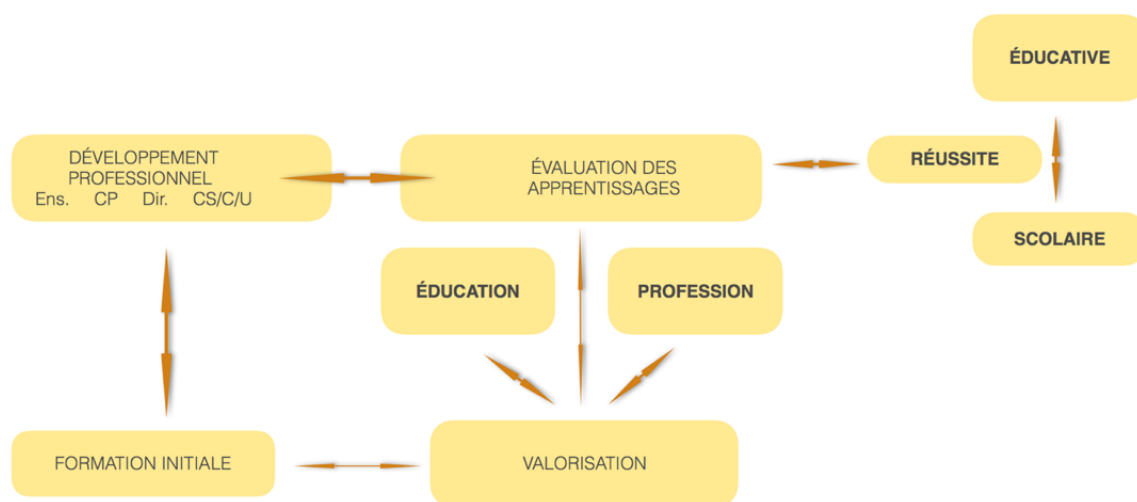 ÉDUCATIVE
DÉVELOPPEMENT
PROFESSIONNEL
Ens. CP Dir. CS/C/U
ÉVALUATION DES
APPRENTISSAGES
RÉUSSITE
SCOLAIRE
ÉDUCATION
PROFESSION
FORMATION INITIALE
VALORISATION